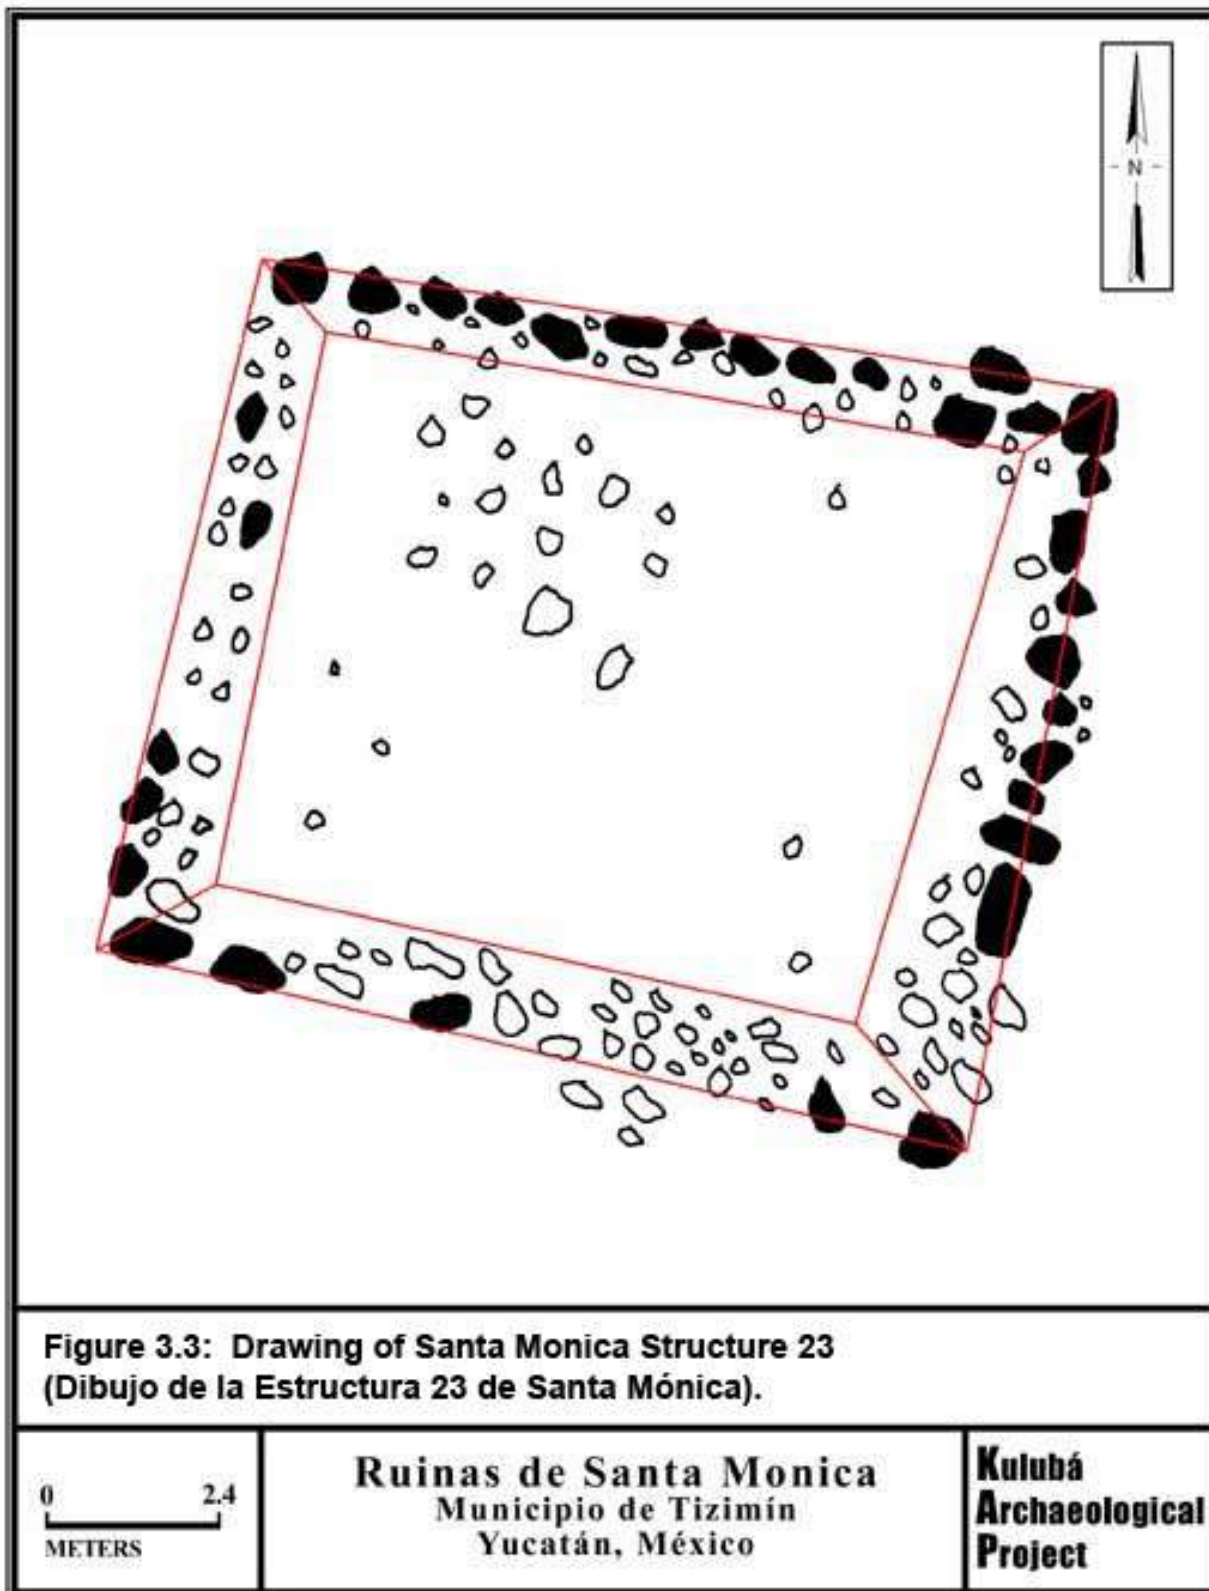 N
Figure 3.3: Drawing of Santa Monica Structure 23
(Dibujo de la Estructura 23 de Santa Mónica).
0 2.4
METERS
Ruinas de Santa Monica
Municipio de Tizimín
Yucatán, México
Kulubá
Archaeological
Project